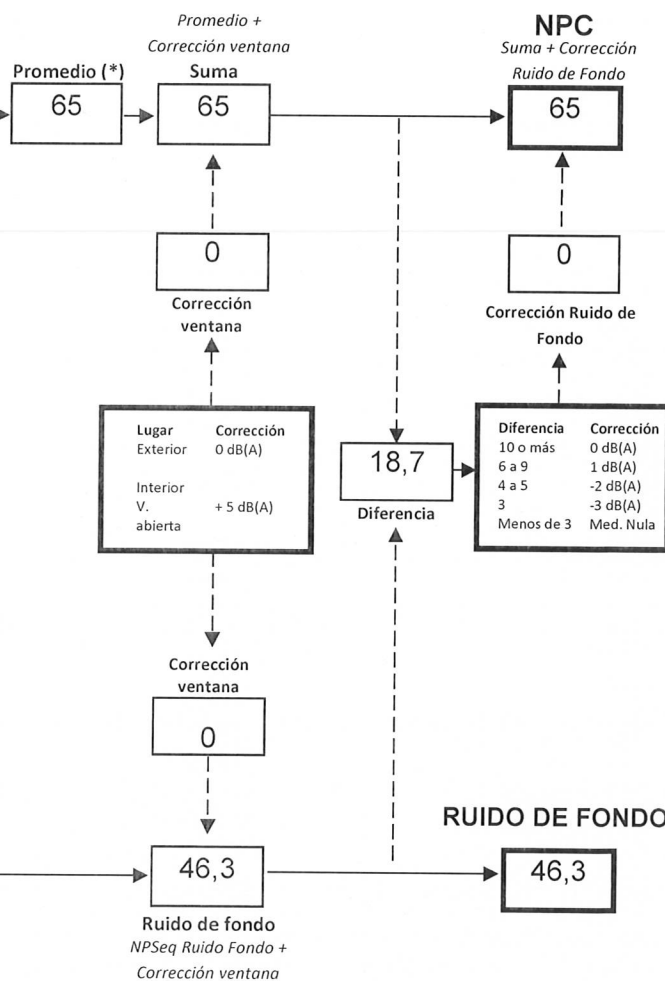 Promedio +
Corrección ventana
Promedio (*)
Suma
NPC
Suma + Corrección
Ruido de Fondo
65
65
65
0
Corrección
ventana
0
Corrección Ruido de
Fondo
Lugar Corrección
Exterior 0 dB(A)
Interior
V. + 5 dB(A)
abierta
18,7
Diferencia
Diferencia Corrección
10 o más 0 dB(A)
6 a 9 1 dB(A)
4 a 5 -2 dB(A)
3 -3 dB(A)
Menos de 3 Med. Nula
Corrección
ventana
0
RUIDO DE FONDO
46,3
46,3
Ruido de fondo
NPSeq Ruido Fondo +
Corrección ventana